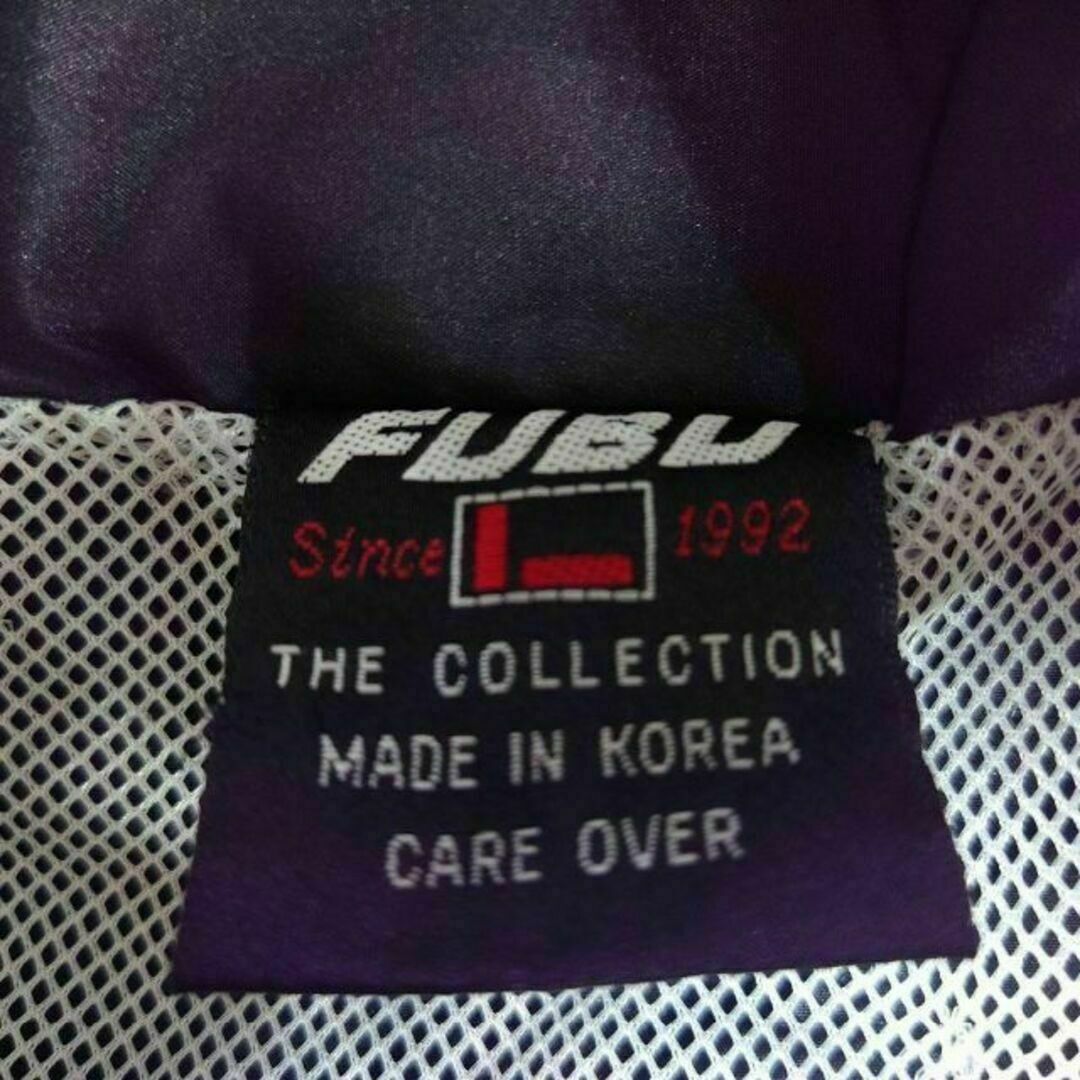 FUBU
Since 1992
THE COLLECTION
MADE IN KOREA
CARE OVER